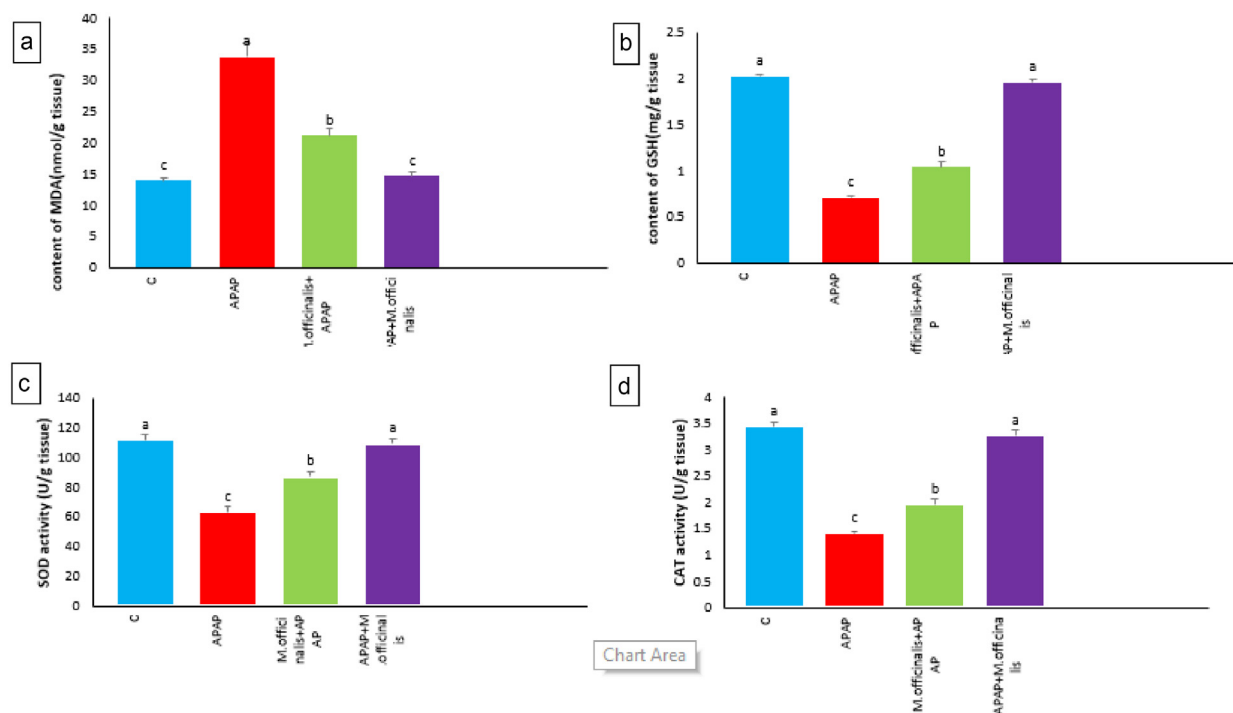 a
content of MDA(nmol/g tissue)
40
35
30
25
20
15
10
5
0
c
a
b
c
C
APAP
.officinalis+
APAP
AP+M.offici
nalis
b
content of GSH(mg/g tissue)
2.5
2
1.5
1
0.5
0
a
c
b
a
C
APAP
officinalis+APA
P
AP+M.officinal
is
c
SOD activity (U/g tissue)
140
120
100
80
60
40
20
0
a
c
b
a
C
APAP
M.offici
nalis+AP
AP
APAP+M
.officinal
is
d
CAT activity (U/g tissue)
4
3.5
3
2.5
2
1.5
1
0.5
0
a
c
b
a
C
APAP
M.officinalis+AP
AP
APAP+M.officina
lis
Chart Area